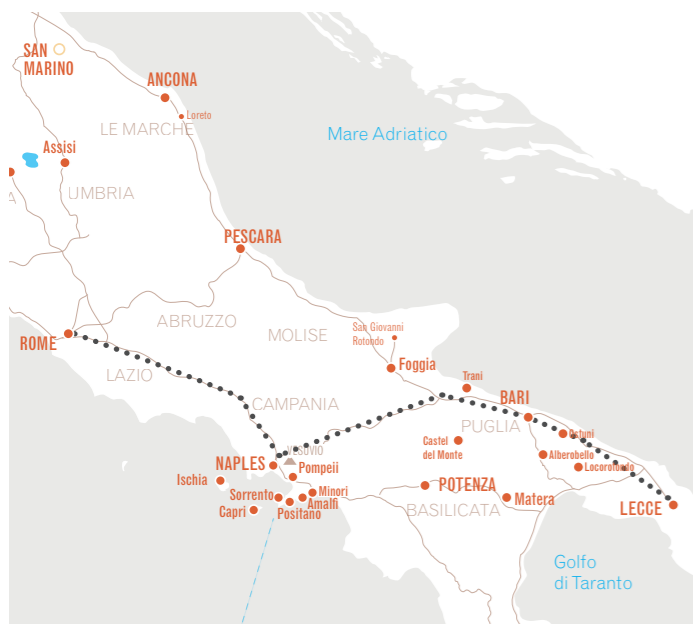 SAN
MARINO
ANCONA
Loreto
LE MARCHE
Mare Adriatico
Assisi
A
UMBRIA
PESCARA
ABRUZZO
MOLISE
San Giovanni
Rotondo
ROME
LAZIO
Foggia
Trani
CAMPANIA
BARI
PUGLIA
Ostuni
Castel
del Monte
VESUVIO
Alberobello
Locorotondo
NAPLES
Pompeii
Ischia
POTENZA
Sorrento
Minori
Matera
Amalfi
Capri
Positano
BASILICATA
LECCE
Golfo
di Taranto